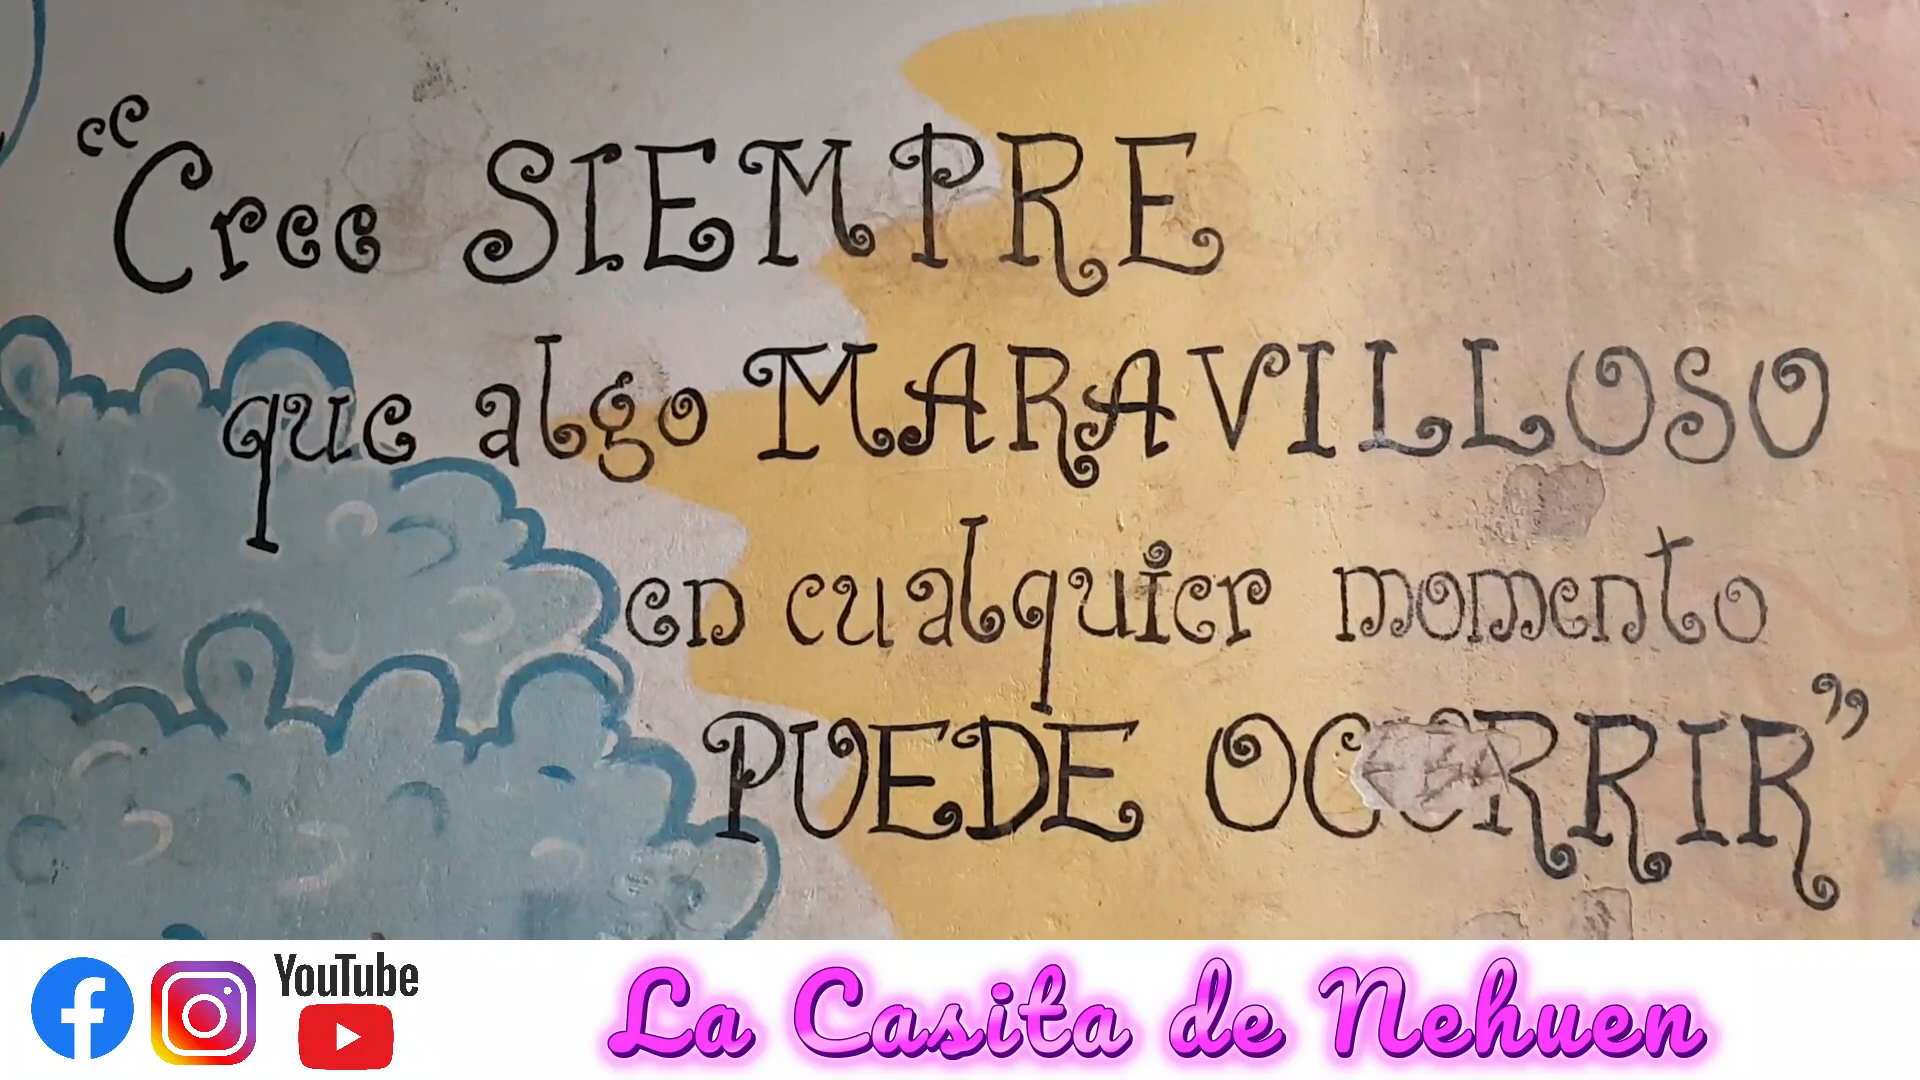 “Cree SIEMPRE
que algo MARAVILLOSO
en cualquier momento
PUEDE OCURRIR”
YouTube
La Casita de Nehuen